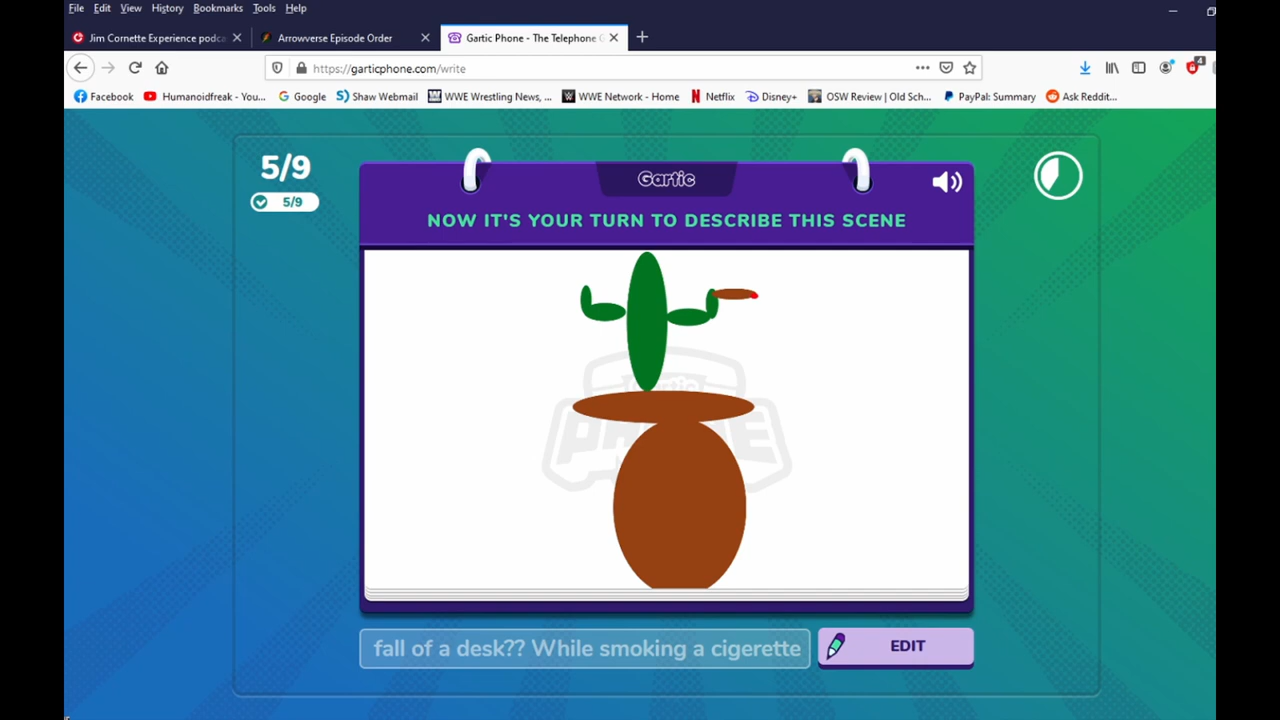 File Edit View History Bookmarks Tools Help
Jim Cornette Experience podca
Arrowverse Episode Order
Gartic Phone - The Telephone G
https://garticphone.com/write
4
Facebook
Humanoidfreak - You...
Google
Shaw Webmail
WWE Wrestling News, ...
WWE Network - Home
Netflix
Disney+
OSW Review | Old Sch...
PayPal: Summary
Ask Reddit...
5/9
5/9
Gartic
NOW IT'S YOUR TURN TO DESCRIBE THIS SCENE
Gartic
PHONE
fall of a desk?? While smoking a cigerette
EDIT